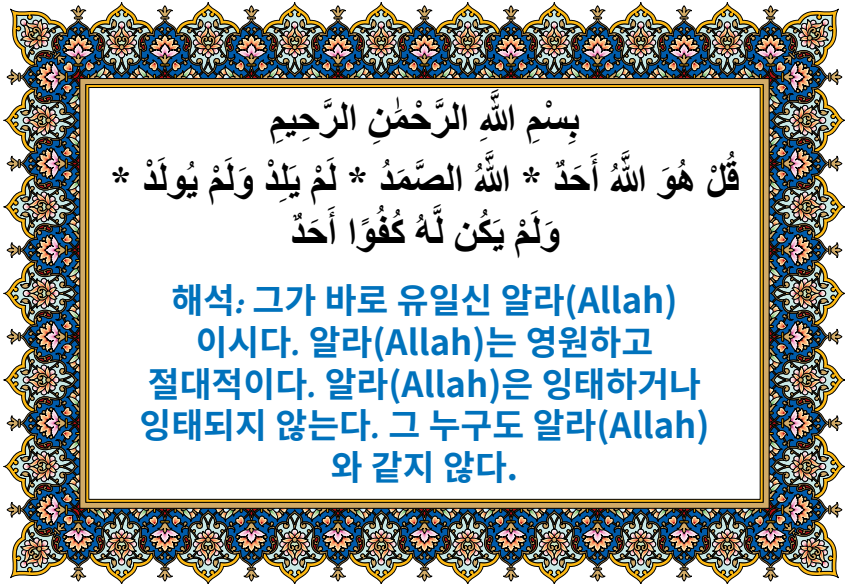 بِسْمِ اللَّهِ الرَّحْمَٰنِ الرَّحِيمِ
قُلْ هُوَ اللَّهُ أَحَدٌ * اللَّهُ الصَّمَدُ * لَمْ يَلِدْ وَلَمْ يُولَدْ *
وَلَمْ يَكُن لَّهُ كُفُوًا أَحَدٌ
해석: 그가 바로 유일신 알라(Allah)
이시다. 알라(Allah)는 영원하고
절대적이다. 알라(Allah)은 잉태하거나
잉태되지 않는다. 그 누구도 알라(Allah)
와 같지 않다.